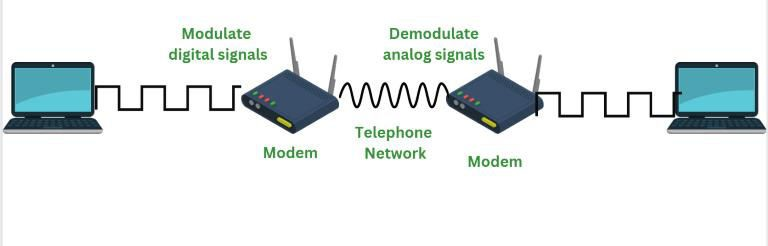 Modulate
digital signals
Demodulate
analog signals
Telephone
Network
Modem
Modem